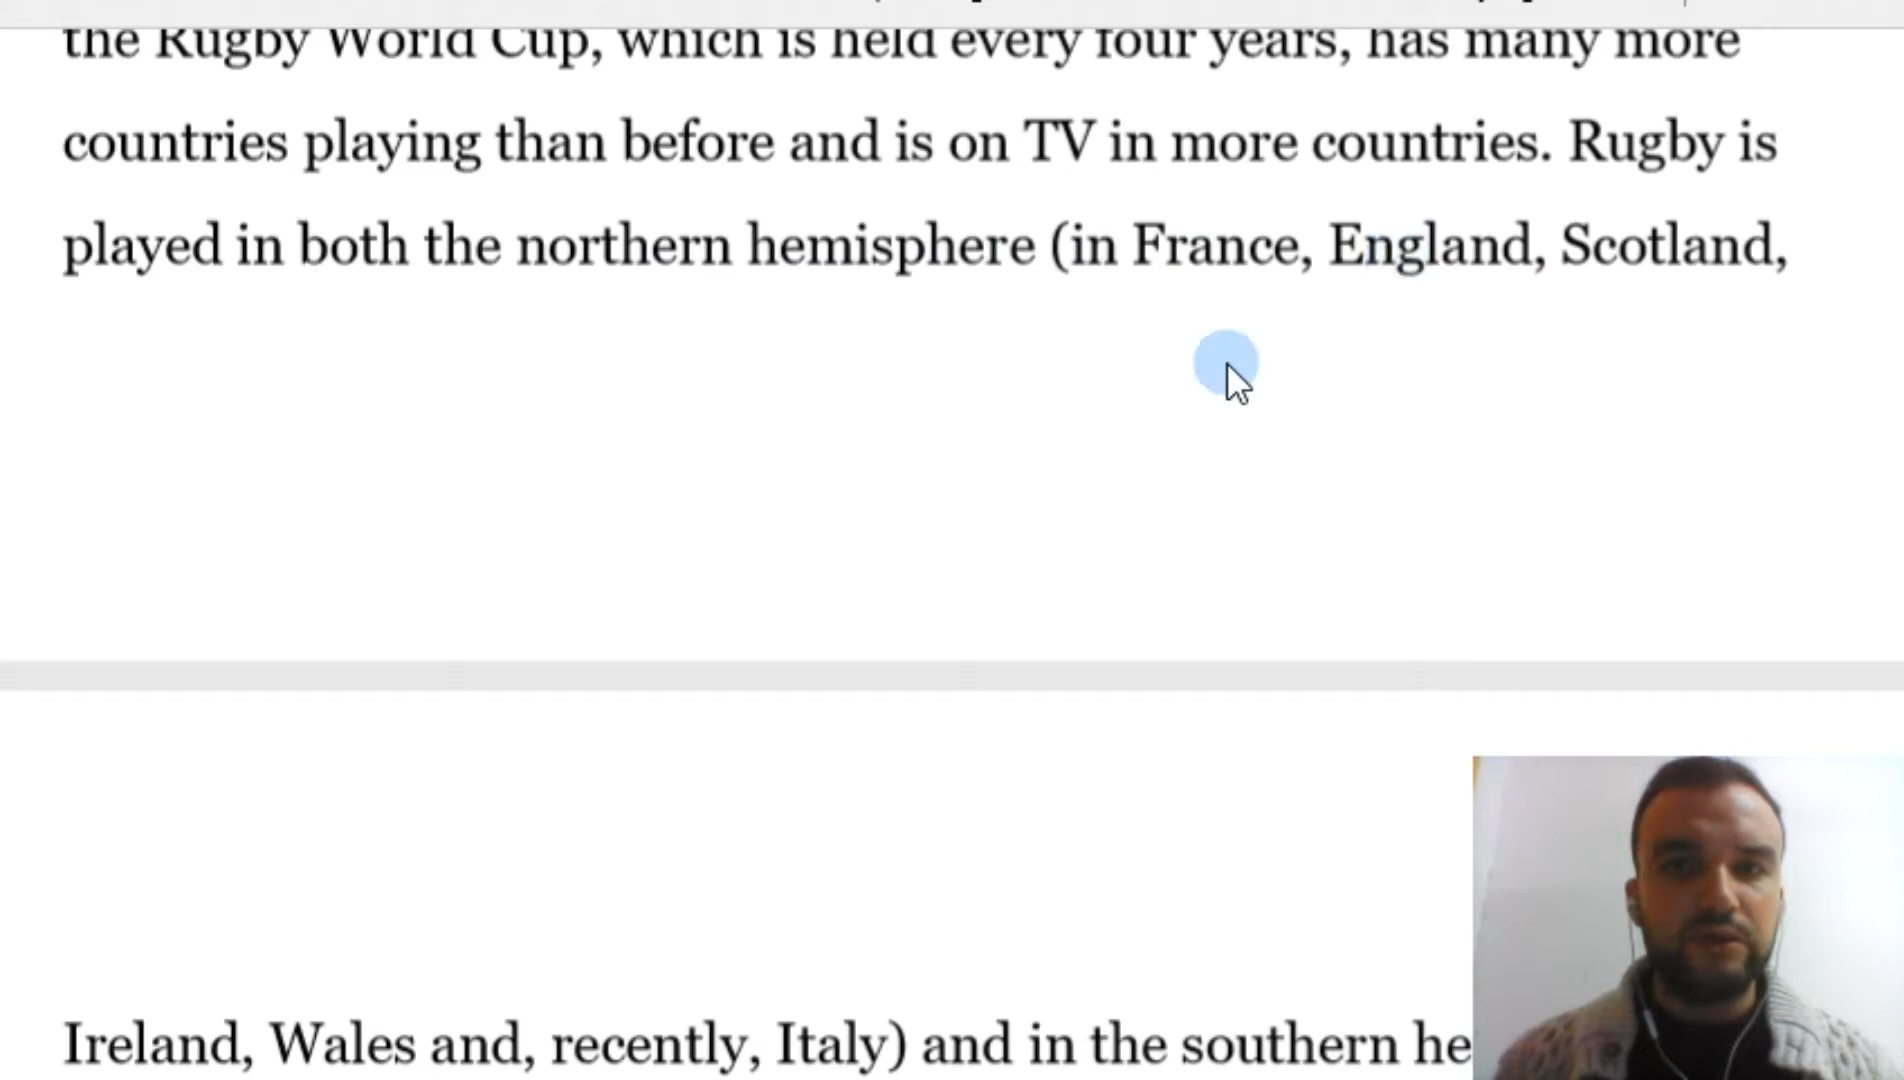 the Rugby World Cup, which is held every four years, has many more
countries playing than before and is on TV in more countries. Rugby is
played in both the northern hemisphere (in France, England, Scotland,
Ireland, Wales and, recently, Italy) and in the southern he